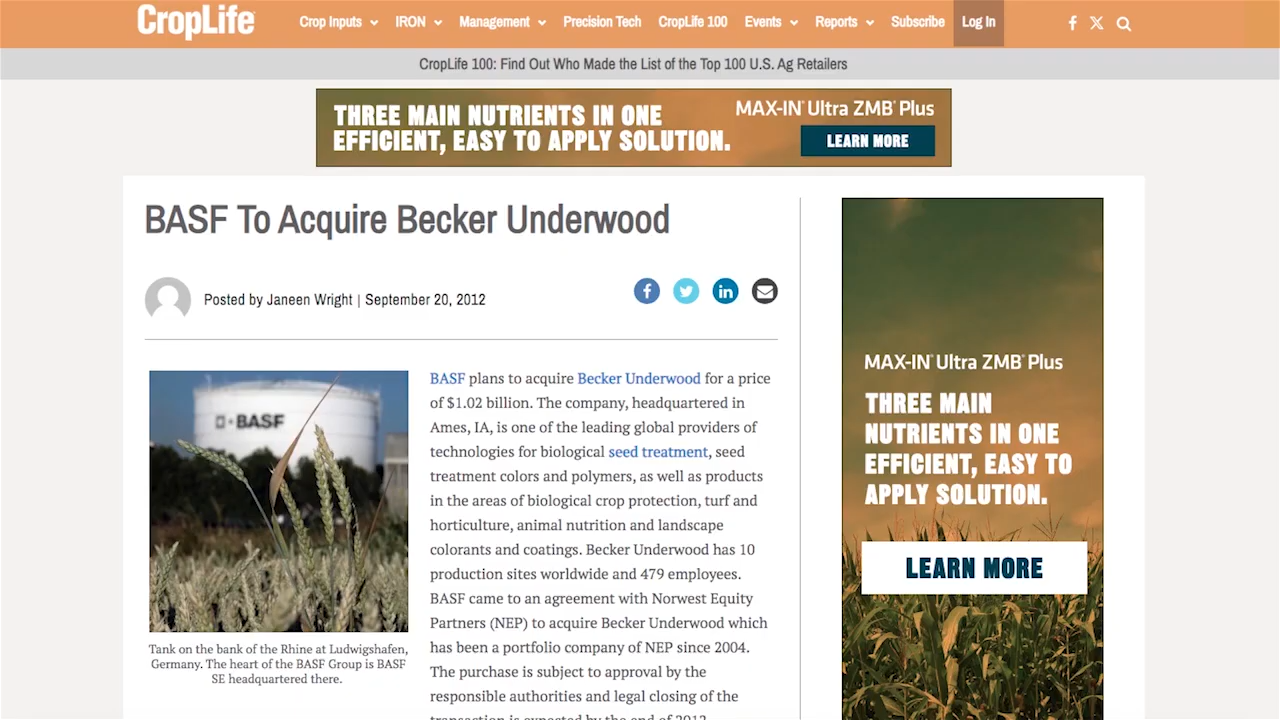 CropLife
Crop Inputs IRON Management Precision Tech CropLife 100 Events Reports Subscribe Log In
CropLife 100: Find Out Who Made the List of the Top 100 U.S. Ag Retailers
THREE MAIN NUTRIENTS IN ONE
EFFICIENT, EASY TO APPLY SOLUTION.
MAX-IN® Ultra ZMB® Plus
LEARN MORE
BASF To Acquire Becker Underwood
Posted by Janeen Wright | September 20, 2012
BASF
Tank on the bank of the Rhine at Ludwigshafen,
Germany. The heart of the BASF Group is BASF
SE headquartered there.
BASF plans to acquire Becker Underwood for a price
of $1.02 billion. The company, headquartered in
Ames, IA, is one of the leading global providers of
technologies for biological seed treatment, seed
treatment colors and polymers, as well as products
in the areas of biological crop protection, turf and
horticulture, animal nutrition and landscape
colorants and coatings. Becker Underwood has 10
production sites worldwide and 479 employees.
BASF came to an agreement with Norwest Equity
Partners (NEP) to acquire Becker Underwood which
has been a portfolio company of NEP since 2004.
The purchase is subject to approval by the
responsible authorities and legal closing of the
transaction is expected by the end of 2012.
MAX-IN® Ultra ZMB® Plus
THREE MAIN
NUTRIENTS IN ONE
EFFICIENT, EASY TO
APPLY SOLUTION.
LEARN MORE